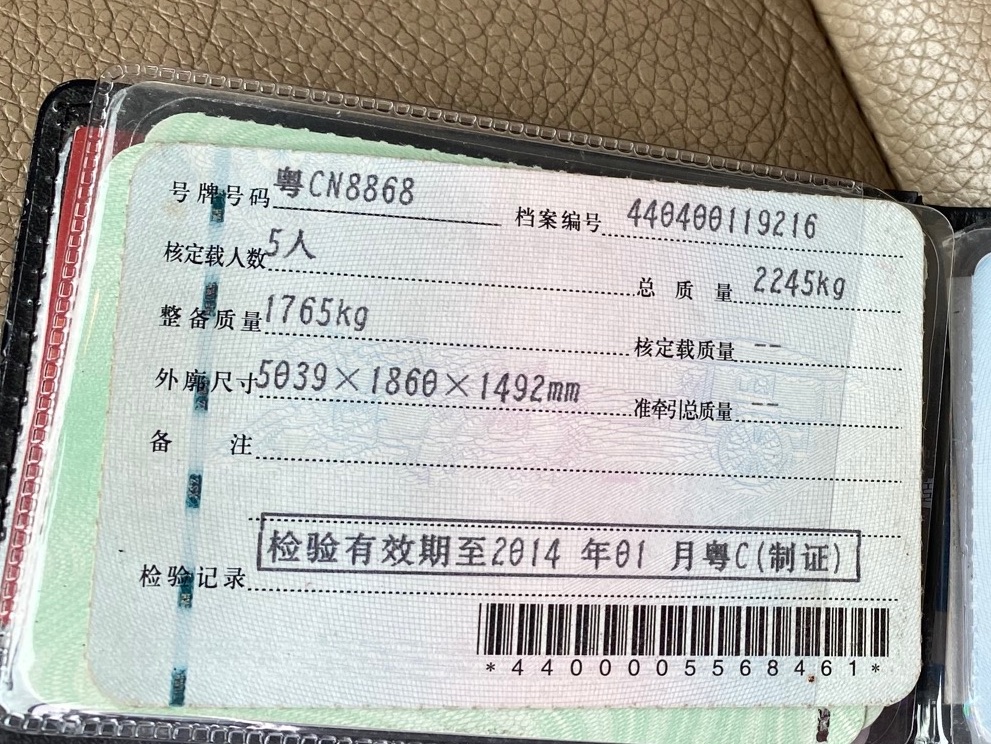 号牌号码 粤CN8868 档案编号 440400119216
核定载人数 5人 总质量 2245kg
整备质量 1765kg 核定载质量 --
外廓尺寸 5039×1860×1492mm 准牵引总质量 --
备 注
检验记录 检验有效期至2014 年01 月粤C(制证)
*4400005568461*